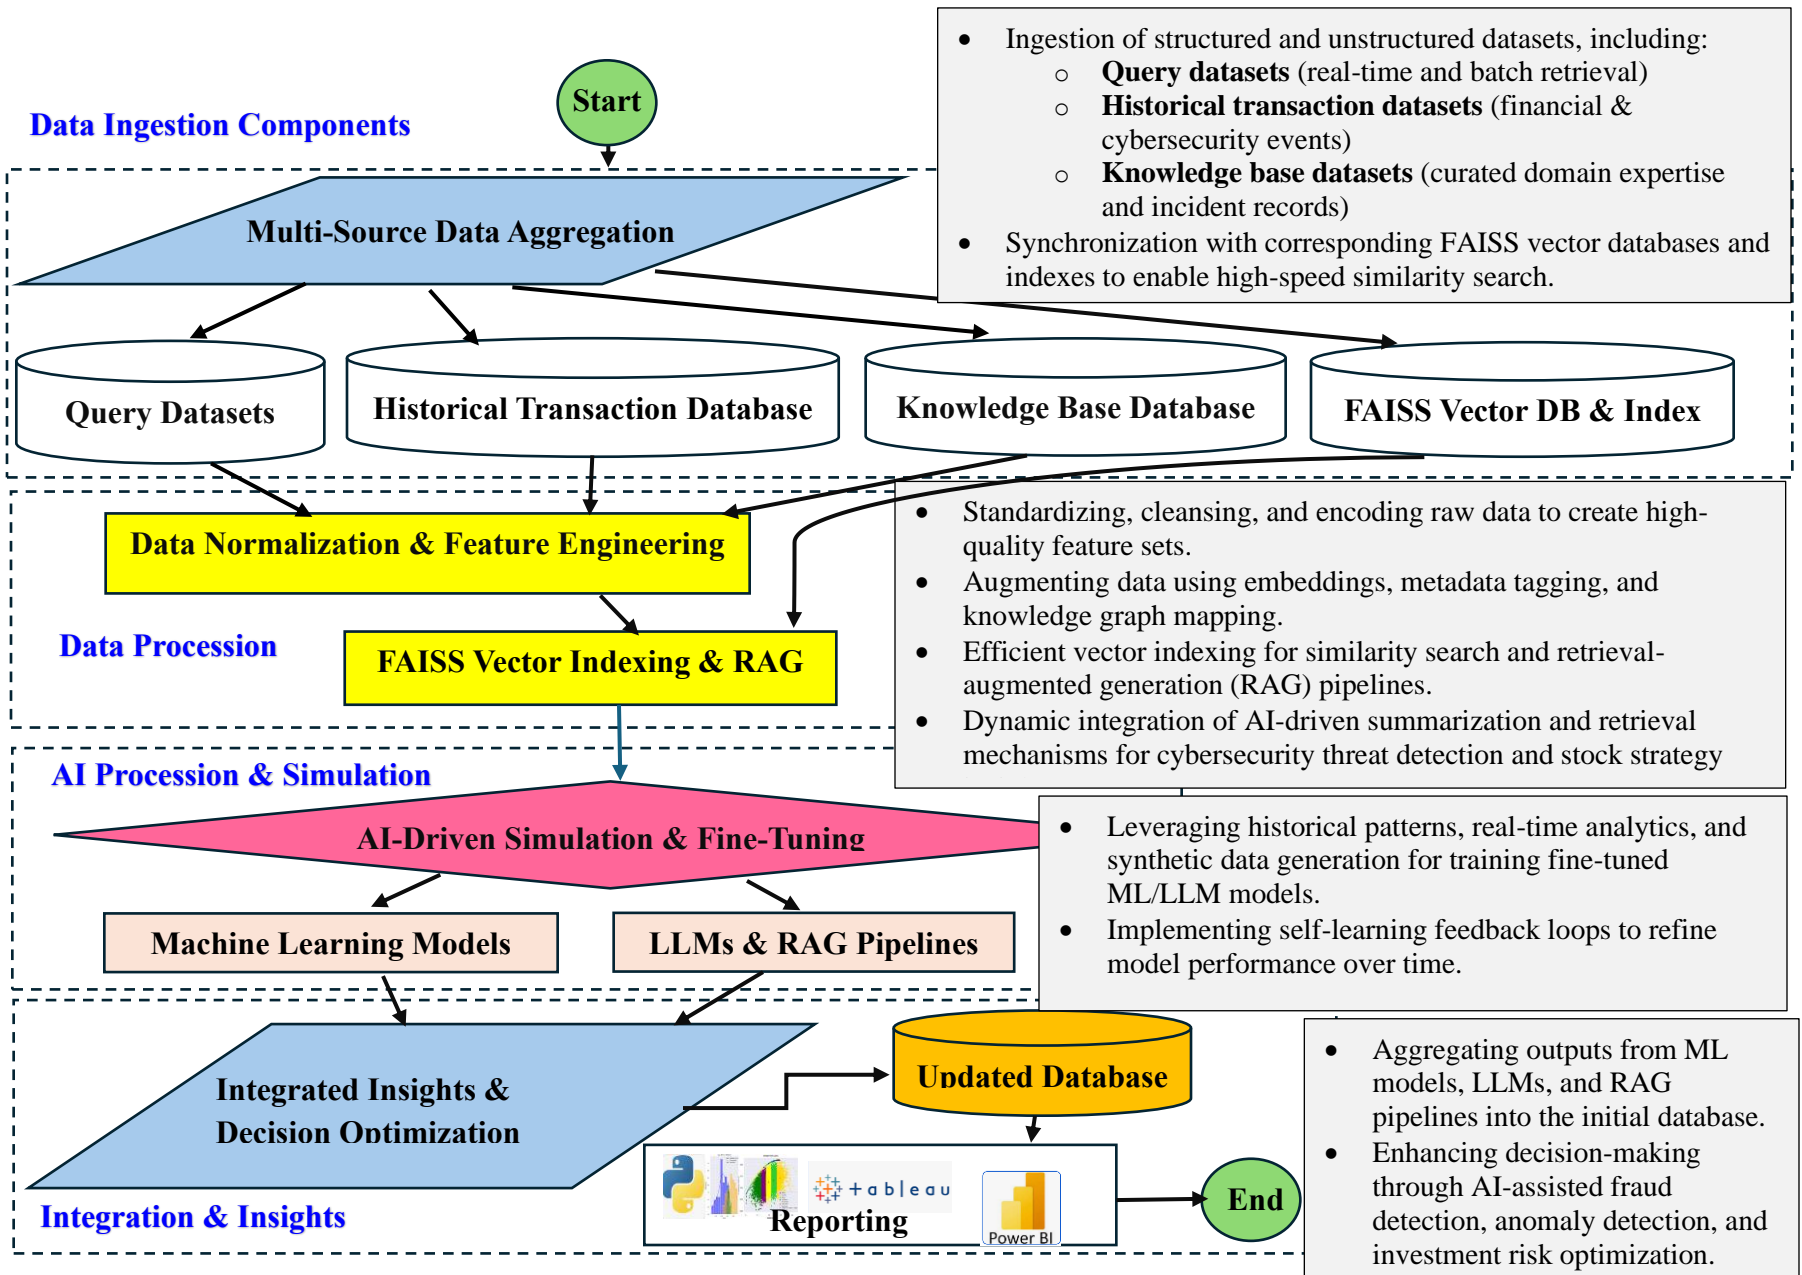 Start
Data Ingestion Components
• Ingestion of structured and unstructured datasets, including:
o Query datasets (real-time and batch retrieval)
o Historical transaction datasets (financial &
cybersecurity events)
o Knowledge base datasets (curated domain expertise
and incident records)
• Synchronization with corresponding FAISS vector databases and
indexes to enable high-speed similarity search.
Multi-Source Data Aggregation
Query Datasets
Historical Transaction Database
Knowledge Base Database
FAISS Vector DB & Index
Data Normalization & Feature Engineering
Data Procession
FAISS Vector Indexing & RAG
• Standardizing, cleansing, and encoding raw data to create high-
quality feature sets.
• Augmenting data using embeddings, metadata tagging, and
knowledge graph mapping.
• Efficient vector indexing for similarity search and retrieval-
augmented generation (RAG) pipelines.
• Dynamic integration of AI-driven summarization and retrieval
mechanisms for cybersecurity threat detection and stock strategy
AI Procession & Simulation
AI-Driven Simulation & Fine-Tuning
• Leveraging historical patterns, real-time analytics, and
synthetic data generation for training fine-tuned
ML/LLM models.
• Implementing self-learning feedback loops to refine
model performance over time.
Machine Learning Models
LLMs & RAG Pipelines
Integrated Insights &
Decision Optimization
Updated Database
• Aggregating outputs from ML
models, LLMs, and RAG
pipelines into the initial database.
• Enhancing decision-making
through AI-assisted fraud
detection, anomaly detection, and
investment risk optimization.
+ableau
Power BI
Reporting
End
Integration & Insights